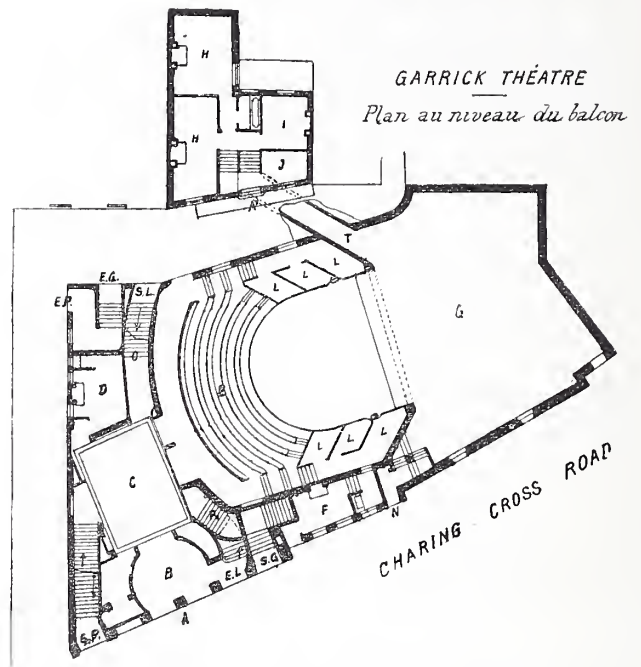 GARRICK THÉATRE
Plan au niveau du balcon
H
H
I
J
T
G
L
L
L
E.G.
S.L.
E.P.
O
D
C
L
L
L
F
N
B
E.L
S.G
A
S.P.
CHARING CROSS ROAD